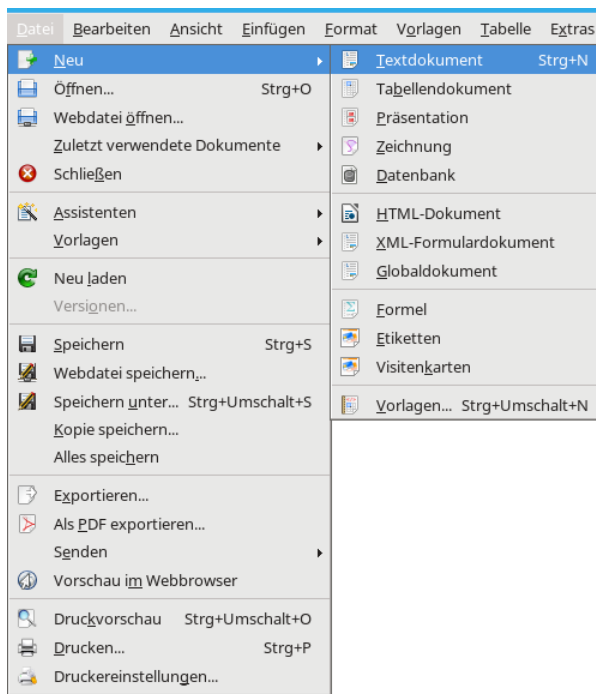 Datei Bearbeiten Ansicht Einfügen Format Vorlagen Tabelle Extras
Neu
Öffnen... Strg+O
Webdatei öffnen...
Zuletzt verwendete Dokumente
Schließen
Assistenten
Vorlagen
Neu laden
Versionen...
Speichern Strg+S
Webdatei speichern...
Speichern unter... Strg+Umschalt+S
Kopie speichern...
Alles speichern
Exportieren...
Als PDF exportieren...
Senden
Vorschau im Webbrowser
Druckvorschau Strg+Umschalt+O
Drucken... Strg+P
Druckereinstellungen...
Textdokument Strg+N
Tabellendokument
Präsentation
Zeichnung
Datenbank
HTML-Dokument
XML-Formulardokument
Globaldokument
Formel
Etiketten
Visitenkarten
Vorlagen... Strg+Umschalt+N